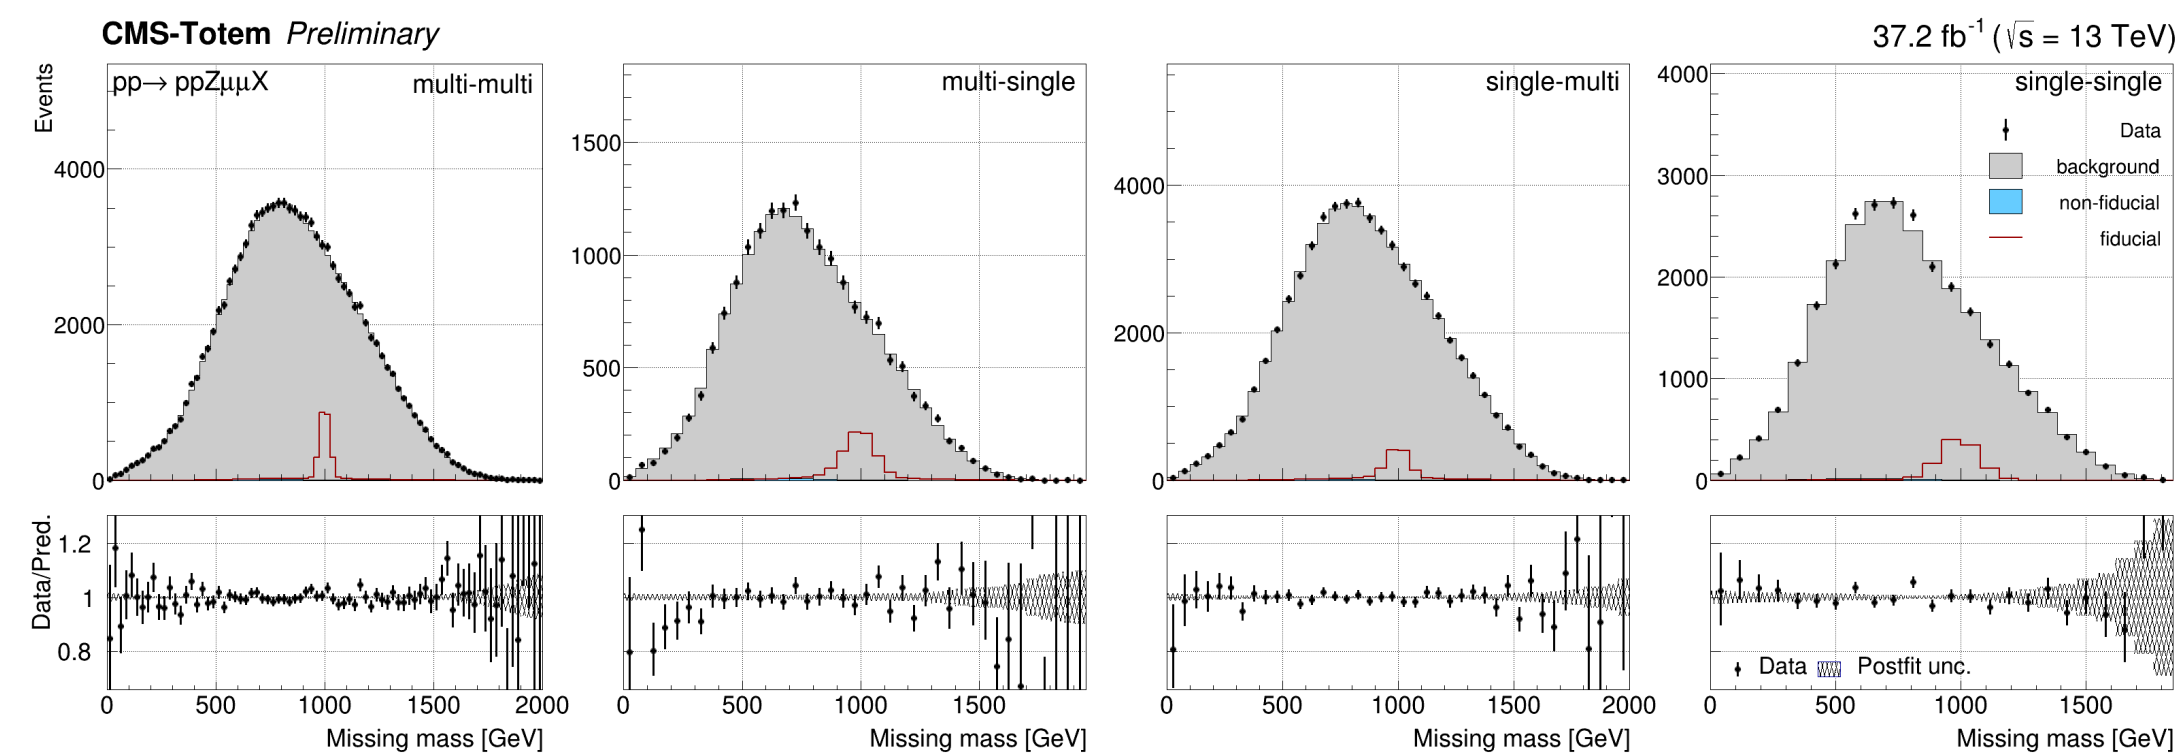 CMS-Totem Preliminary
37.2 fb⁻¹ (√s = 13 TeV)
Events
pp→ ppZμμX
multi-multi
4000
2000
0
multi-single
1500
1000
500
0
single-multi
4000
2000
0
single-single
4000
3000
2000
1000
0
Data
background
non-fiducial
fiducial
Data/Pred.
1.2
1
0.8
0 500 1000 1500 2000
Missing mass [GeV]
0 500 1000 1500
Missing mass [GeV]
0 500 1000 1500 2000
Missing mass [GeV]
Data Postfit unc.
0 500 1000 1500
Missing mass [GeV]